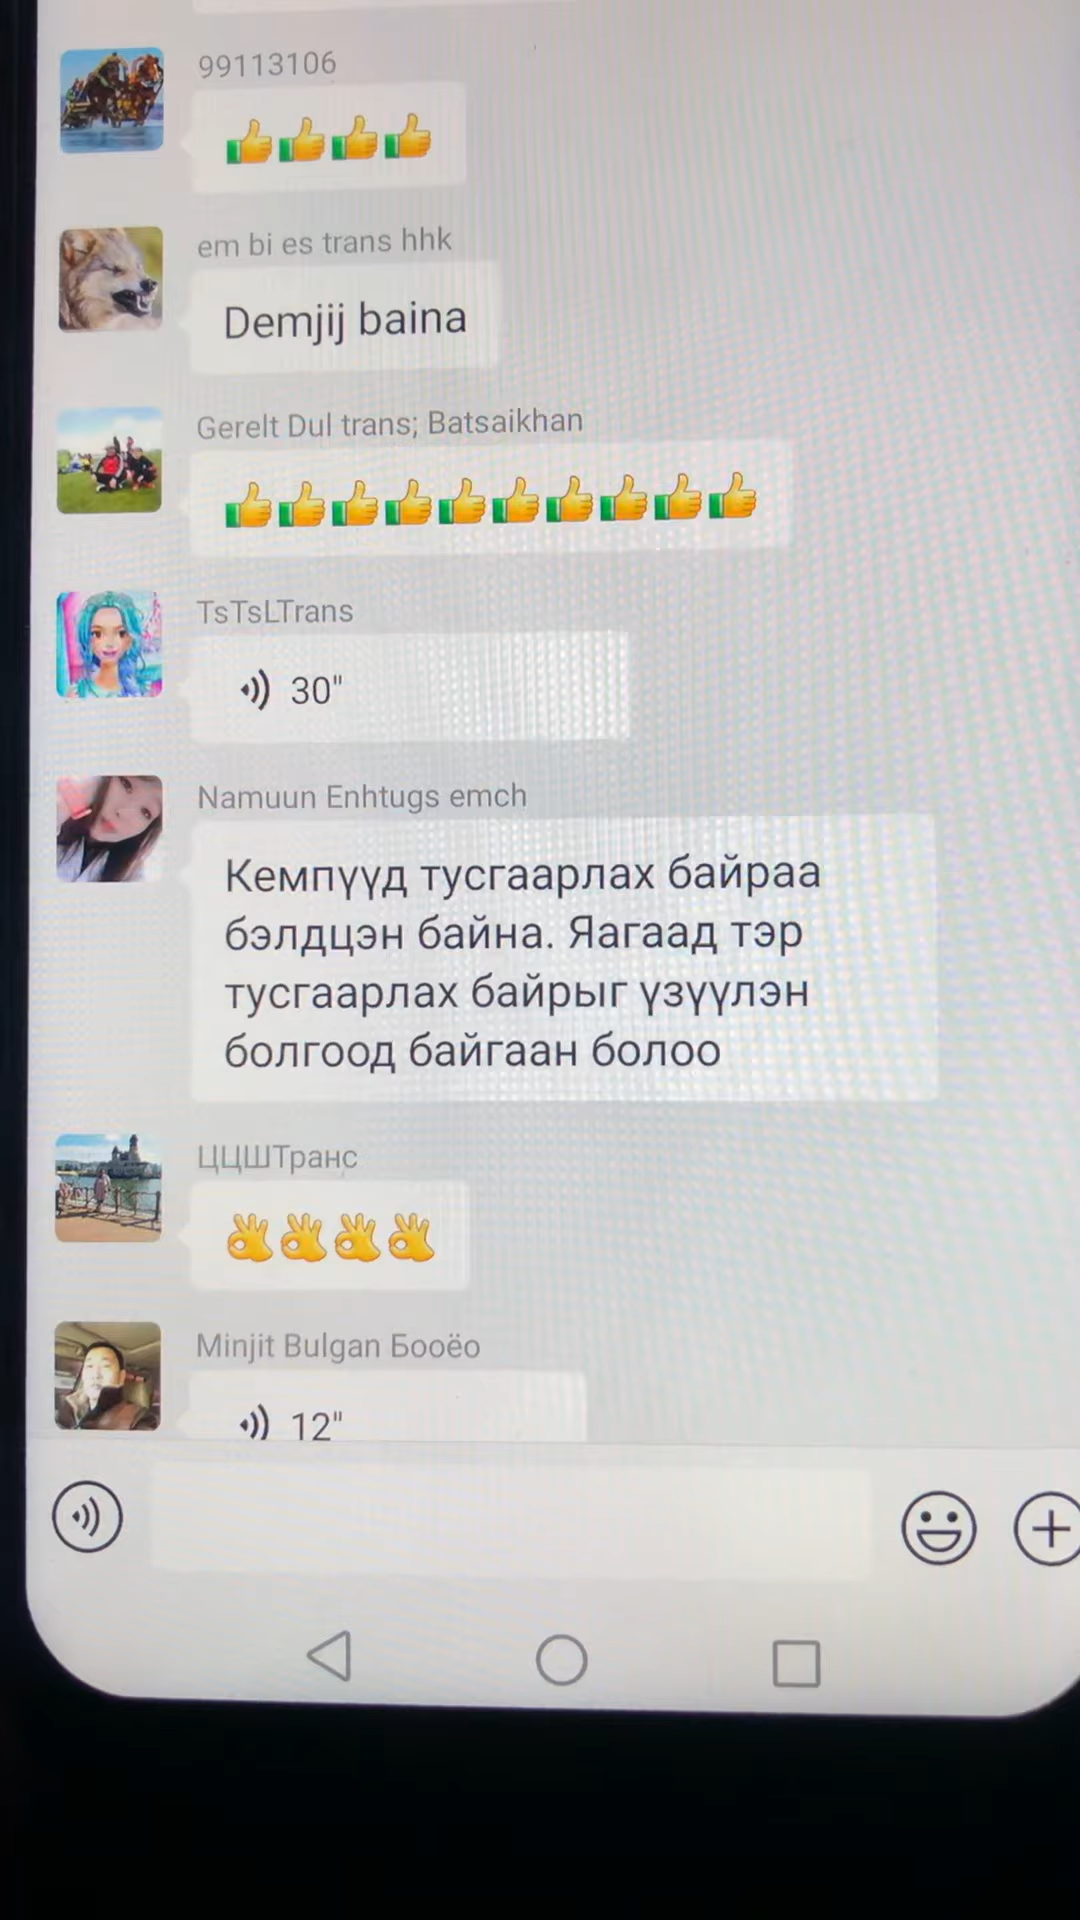 99113106
👍👍👍👍
em bi es trans hhk
Demjij baina
Gerelt Dul trans; Batsaikhan
👍👍👍👍👍👍👍👍👍👍
TsTsLTrans
30"
Namuun Enhtugs emch
Кемпүүд тусгаарлах байраа
бэлдцэн байна. Яагаад тэр
тусгаарлах байрыг үзүүлэн
болгоод байгаан болоо
ЦЦШТранс
👌👌👌👌
Minjit Bulgan Бооёо
12"